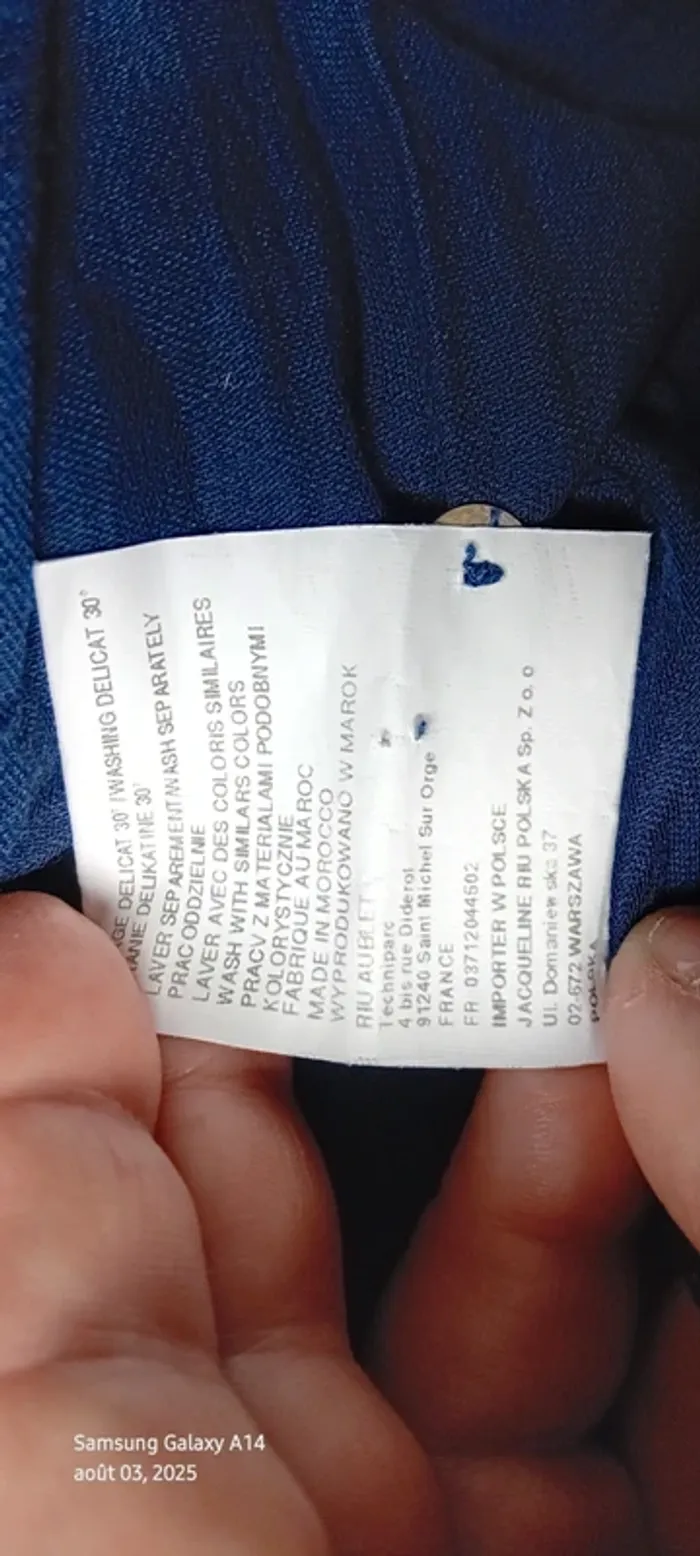 GE DELICAT 30°/WASHING DELICAT 30°
ANIE DELIKATINE 30°
LAVER SEPAREMENT/WASH SEPARATELY
PRAC ODDZIELNIE
LAVER AVEC DES COLORIS SIMILAIRES
WASH WITH SIMILARS COLORS
PRACV Z MATERIALAMI PODOBNYMI
KOLORYSTYCZNIE
FABRIQUE AU MAROC
MADE IN MOROCCO
WYPRODUKOWANO W MAROK
RIU AUBLET
Techniparc
4 bis rue Diderot
91240 Saint Michel Sur Orge
FRANCE
FR 03712044602
IMPORTER W POLSCE
JACQUELINE RIU POLSKA Sp. Z o. o
Ul. Domaniewska 37
02-672 WARSZAWA
POLSKA
Samsung Galaxy A14
août 03, 2025